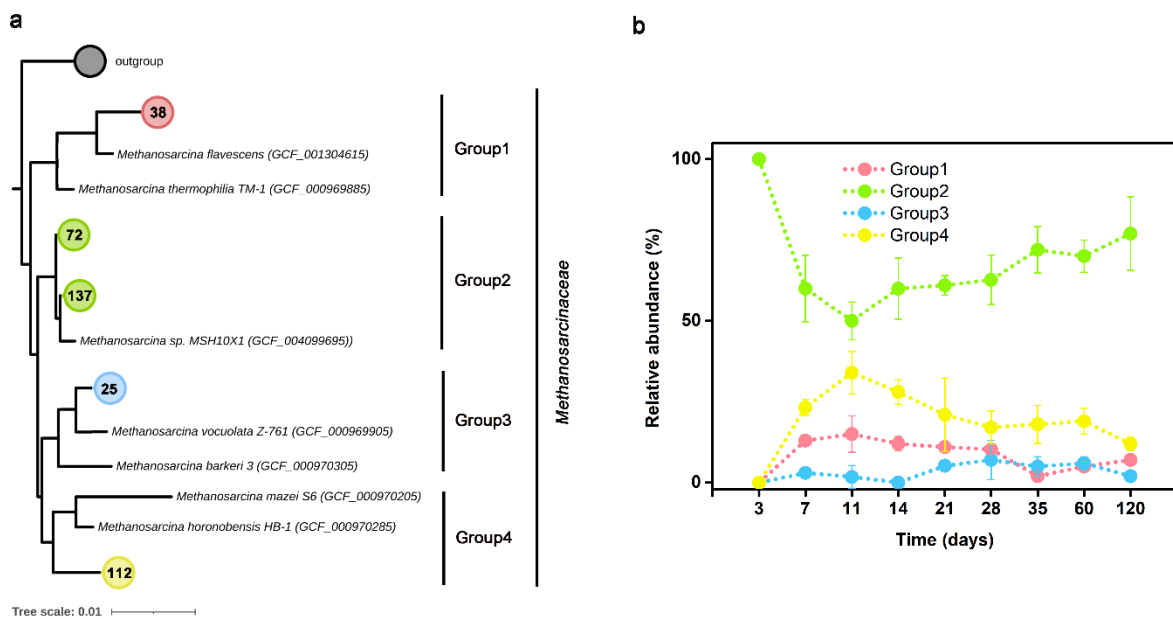 a
outgroup
38
Methanosarcina flavescens (GCF_001304615)
Methanosarcina thermophilia TM-1 (GCF_000969885)
Group1
72
137
Methanosarcina sp. MSH10X1 (GCF_004099695))
Group2
25
Methanosarcina vocuolata Z-761 (GCF_000969905)
Methanosarcina barkeri 3 (GCF_000970305)
Group3
Methanosarcina mazei S6 (GCF_000970205)
Methanosarcina horonobensis HB-1 (GCF_000970285)
112
Group4
Methanosarcinaceae
Tree scale: 0.01
b
Relative abundance (%)
100
50
0
Group1
Group2
Group3
Group4
3 7 11 14 21 28 35 60 120
Time (days)